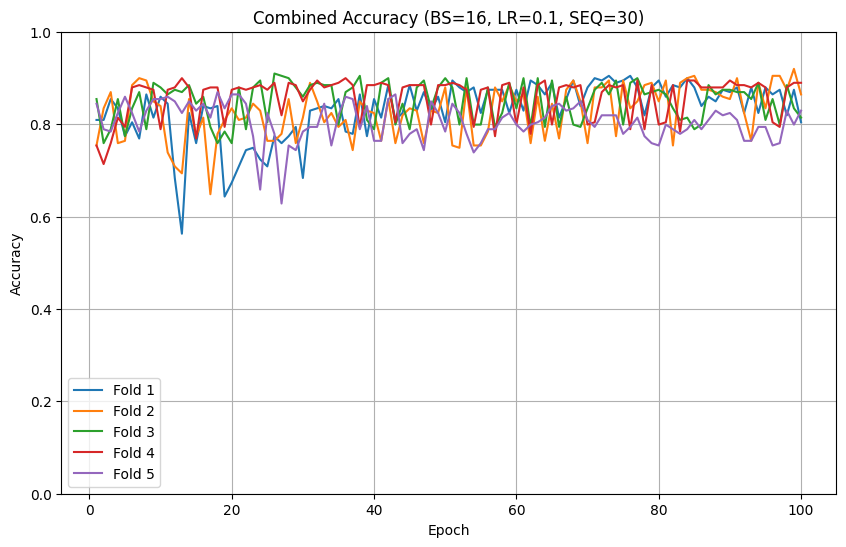 Combined Accuracy (BS=16, LR=0.1, SEQ=30)
1.0
0.8
0.6
0.4
0.2
0.0
Accuracy
Fold 1
Fold 2
Fold 3
Fold 4
Fold 5
0 20 40 60 80 100
Epoch